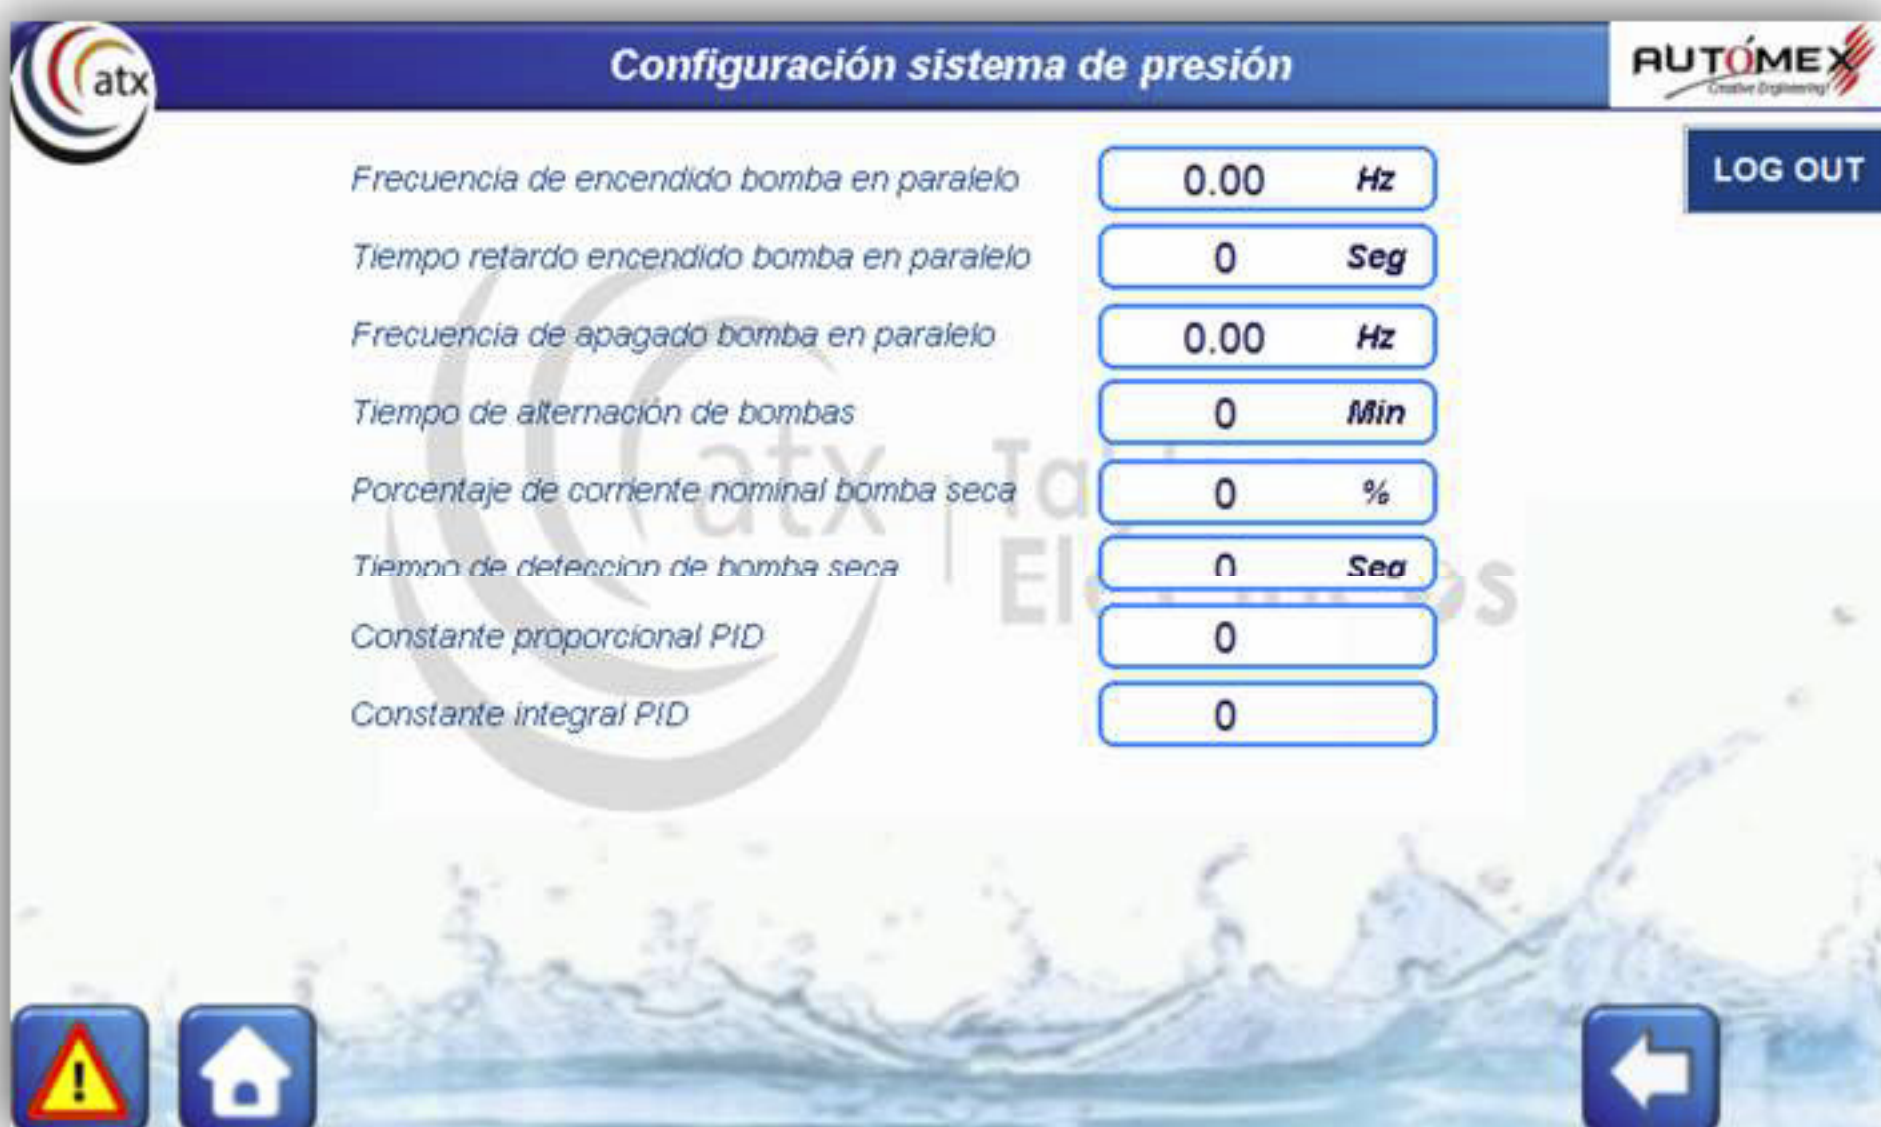 atx
Configuración sistema de presión
AUTÓMEX
Creative Engineering!
LOG OUT
Frecuencia de encendido bomba en paralelo 0.00 Hz
Tiempo retardo encendido bomba en paralelo 0 Seg
Frecuencia de apagado bomba en paralelo 0.00 Hz
Tiempo de alternación de bombas 0 Min
Porcentaje de corriente nominal bomba seca 0 %
Tiempo de deteccion de bomba seca 0 Seg
Constante proporcional PID 0
Constante integral PID 0
atx